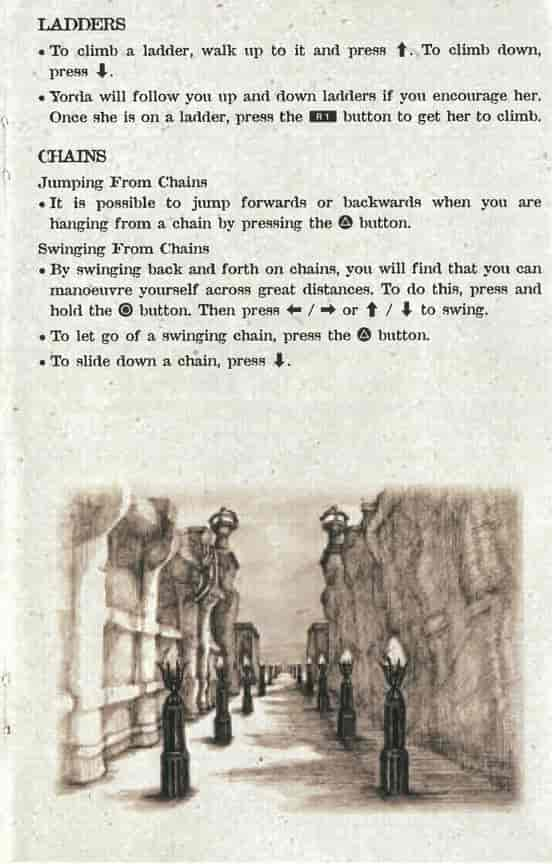 LADDERS
• To climb a ladder, walk up to it and press ⬆. To climb down,
press ⬇.
• Yorda will follow you up and down ladders if you encourage her.
Once she is on a ladder, press the R1 button to get her to climb.
CHAINS
Jumping From Chains
• It is possible to jump forwards or backwards when you are
hanging from a chain by pressing the △ button.
Swinging From Chains
• By swinging back and forth on chains, you will find that you can
manoeuvre yourself across great distances. To do this, press and
hold the ○ button. Then press ⬅ / ➡ or ⬆ / ⬇ to swing.
• To let go of a swinging chain, press the △ button.
• To slide down a chain, press ⬇.